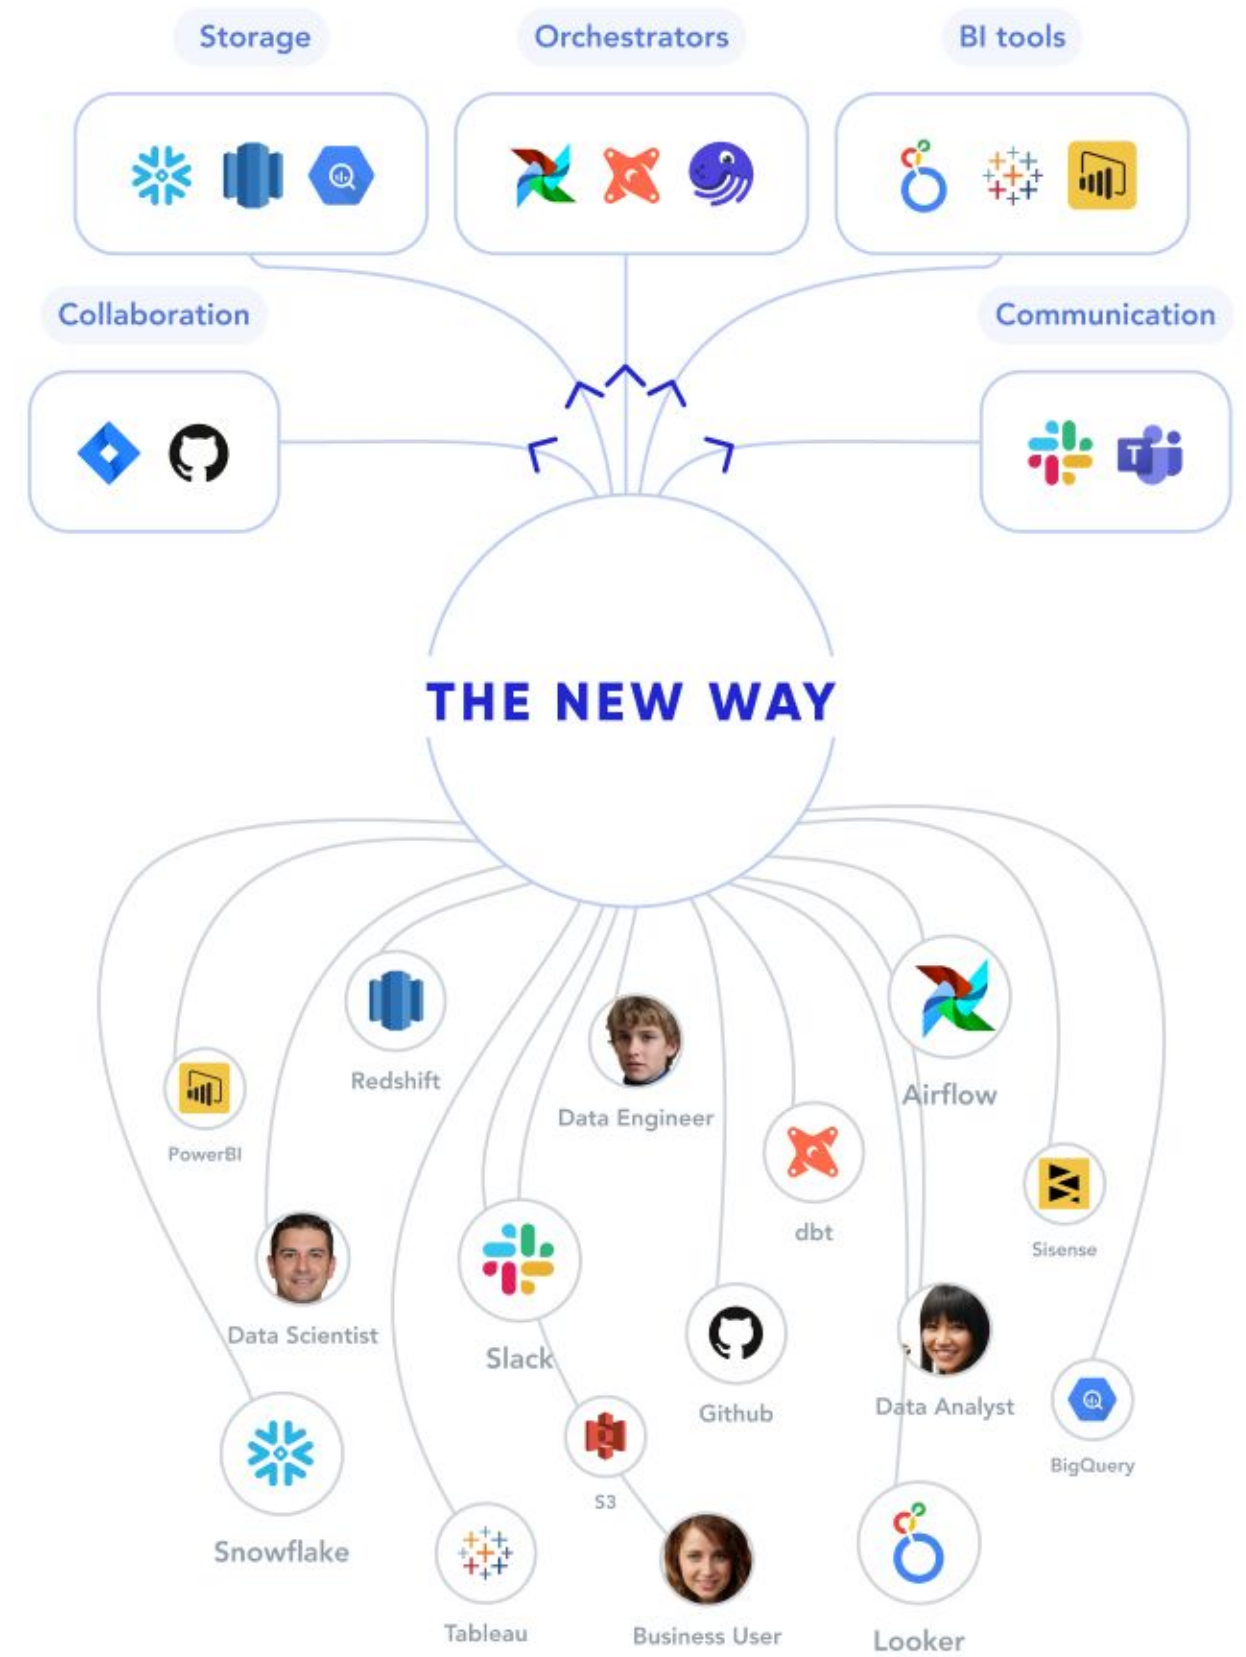 Storage
Orchestrators
BI tools
Collaboration
Communication
T
THE NEW WAY
Redshift
Data Engineer
Airflow
PowerBI
dbt
Sisense
Data Scientist
Slack
Github
Data Analyst
BigQuery
S3
Snowflake
Tableau
Business User
Looker